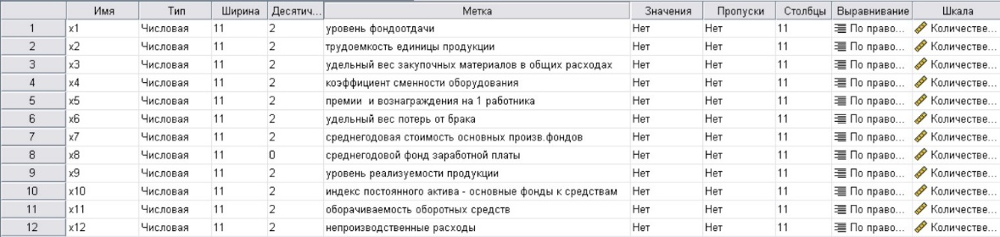 Имя Тип Ширина Десятич... Метка Значения Пропуски Столбцы Выравнивание Шкала
1 x1 Числовая 11 2 уровень фондоотдачи Нет Нет 11 По право... Количестве...
2 x2 Числовая 11 2 трудоемкость единицы продукции Нет Нет 11 По право... Количестве...
3 x3 Числовая 11 2 удельный вес закупочных материалов в общих расходах Нет Нет 11 По право... Количестве...
4 x4 Числовая 11 2 коэффициент сменности оборудования Нет Нет 11 По право... Количестве...
5 x5 Числовая 11 2 премии и вознаграждения на 1 работника Нет Нет 11 По право... Количестве...
6 x6 Числовая 11 2 удельный вес потерь от брака Нет Нет 11 По право... Количестве...
7 x7 Числовая 11 2 среднегодовая стоимость основных произв.фондов Нет Нет 11 По право... Количестве...
8 x8 Числовая 11 0 среднегодовой фонд заработной платы Нет Нет 11 По право... Количестве...
9 x9 Числовая 11 2 уровень реализуемости продукции Нет Нет 11 По право... Количестве...
10 x10 Числовая 11 2 индекс постоянного актива - основные фонды к средствам Нет Нет 11 По право... Количестве...
11 x11 Числовая 11 2 оборачиваемость оборотных средств Нет Нет 11 По право... Количестве...
12 x12 Числовая 11 2 непроизводственные расходы Нет Нет 11 По право... Количестве...